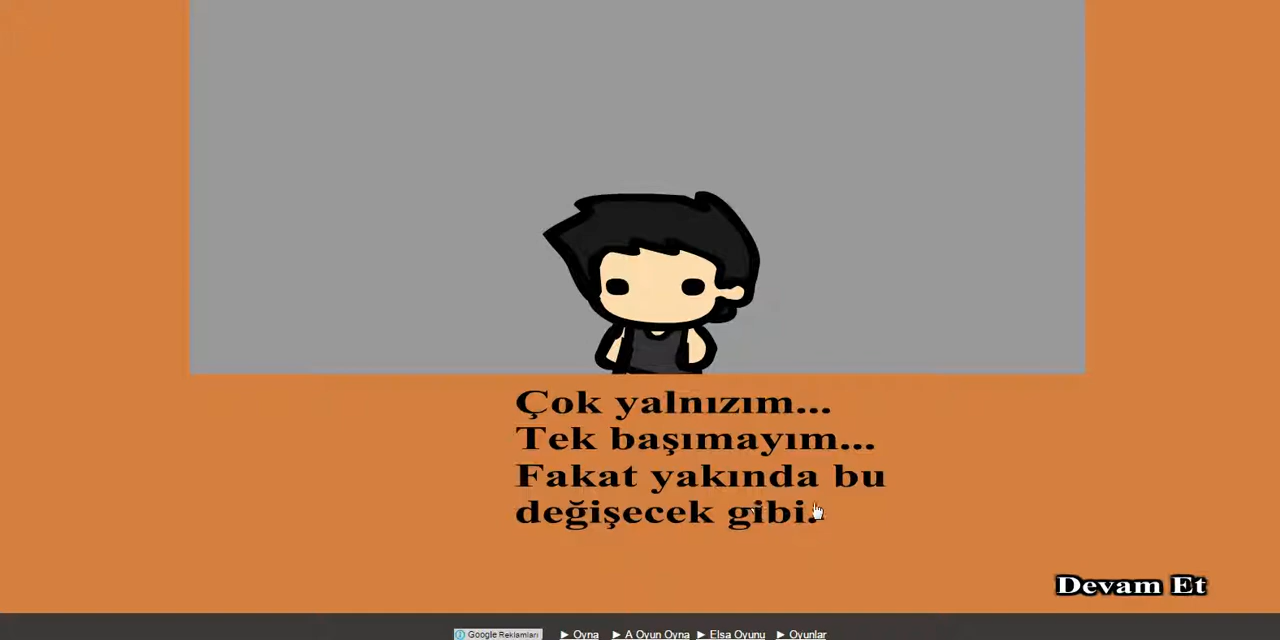 Çok yalnızım...
Tek başımayım...
Fakat yakında bu
değişecek gibi.
Devam Et
Google Reklamları ► Oyna ► A Oyun Oyna ► Elsa Oyunu ► Oyunlar